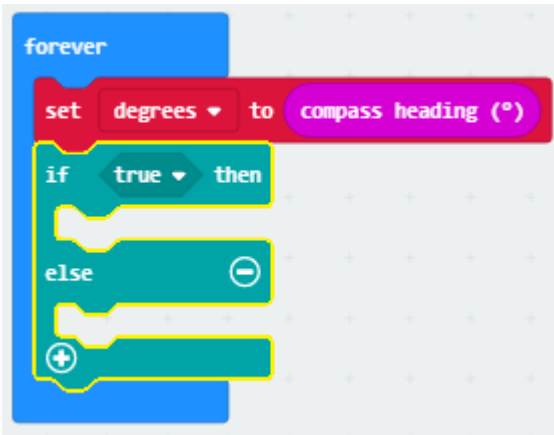 forever
set degrees to compass heading (°)
if true then
else